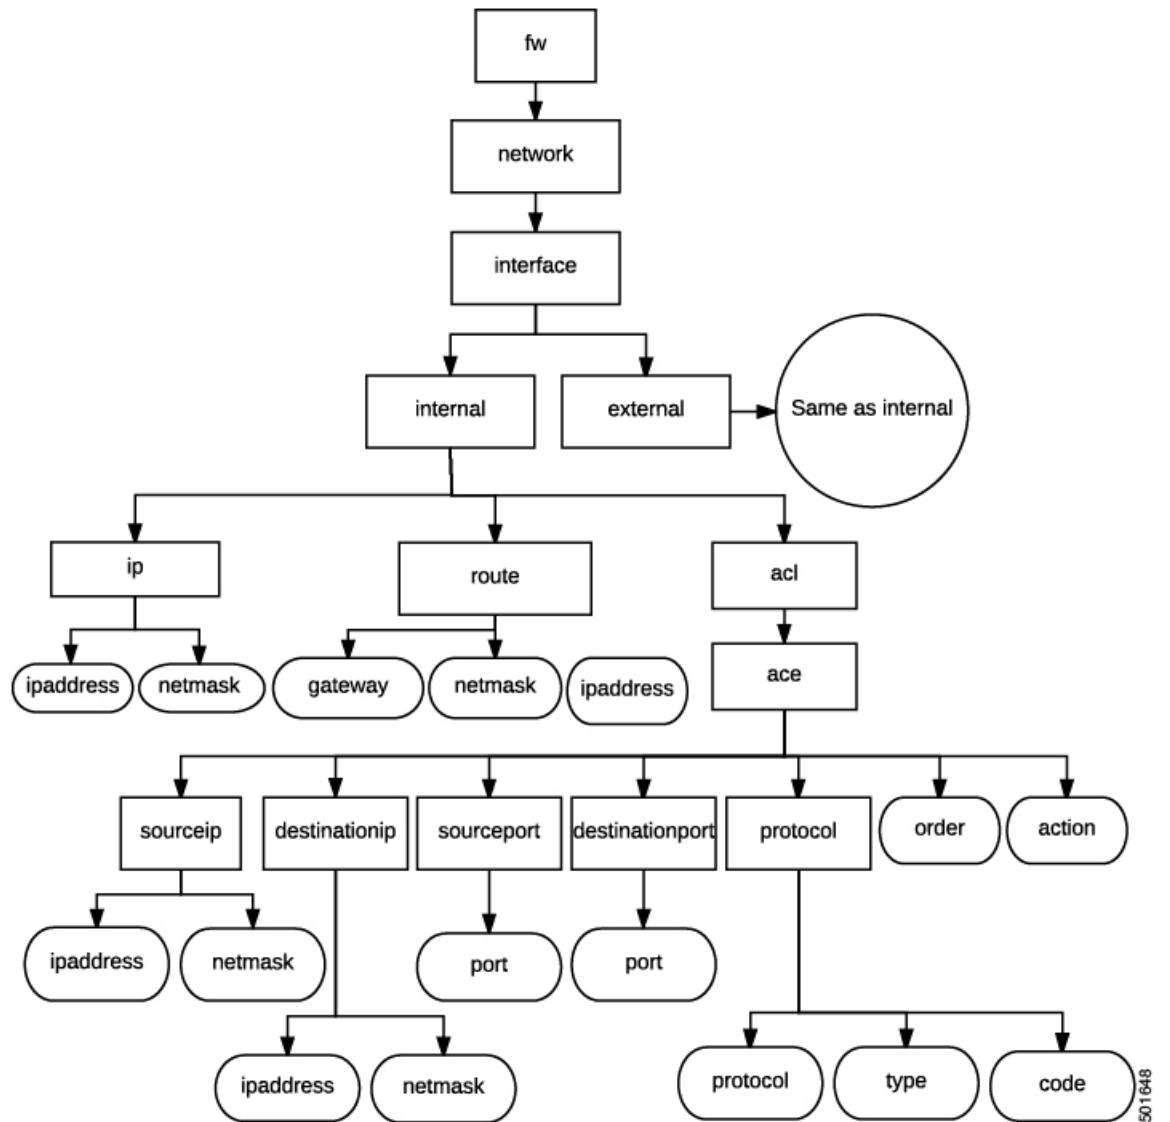 fw
network
interface
internal
external
Same as internal
ip
route
acl
ipaddress
netmask
gateway
netmask
ipaddress
ace
sourceip
destinationip
sourceport
destinationport
protocol
order
action
ipaddress
netmask
port
port
ipaddress
netmask
protocol
type
code
501648